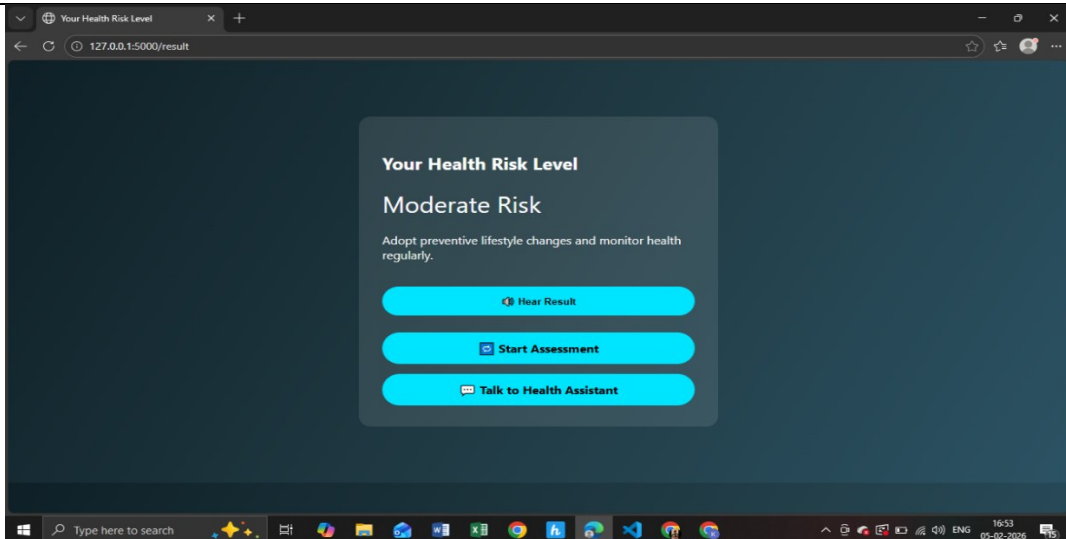 Your Health Risk Level
127.0.0.1:5000/result
Your Health Risk Level
Moderate Risk
Adopt preventive lifestyle changes and monitor health
regularly.
Hear Result
Start Assessment
Talk to Health Assistant
Type here to search
ENG
16:53
05-02-2026
15